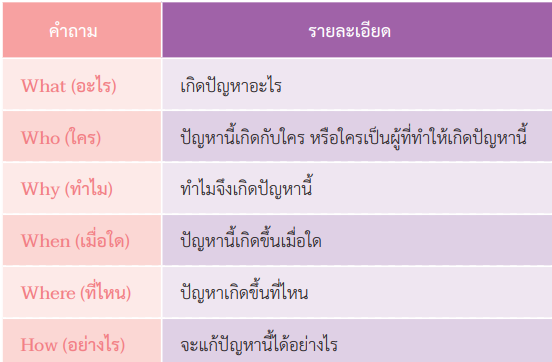 คำถาม รายละเอียด
What (อะไร) เกิดปัญหาอะไร
Who (ใคร) ปัญหานี้เกิดกับใคร หรือใครเป็นผู้ที่ทำให้เกิดปัญหานี้
Why (ทำไม) ทำไมจึงเกิดปัญหานี้
When (เมื่อใด) ปัญหานี้เกิดขึ้นเมื่อใด
Where (ที่ไหน) ปัญหาเกิดขึ้นที่ไหน
How (อย่างไร) จะแก้ปัญหานี้ได้อย่างไร